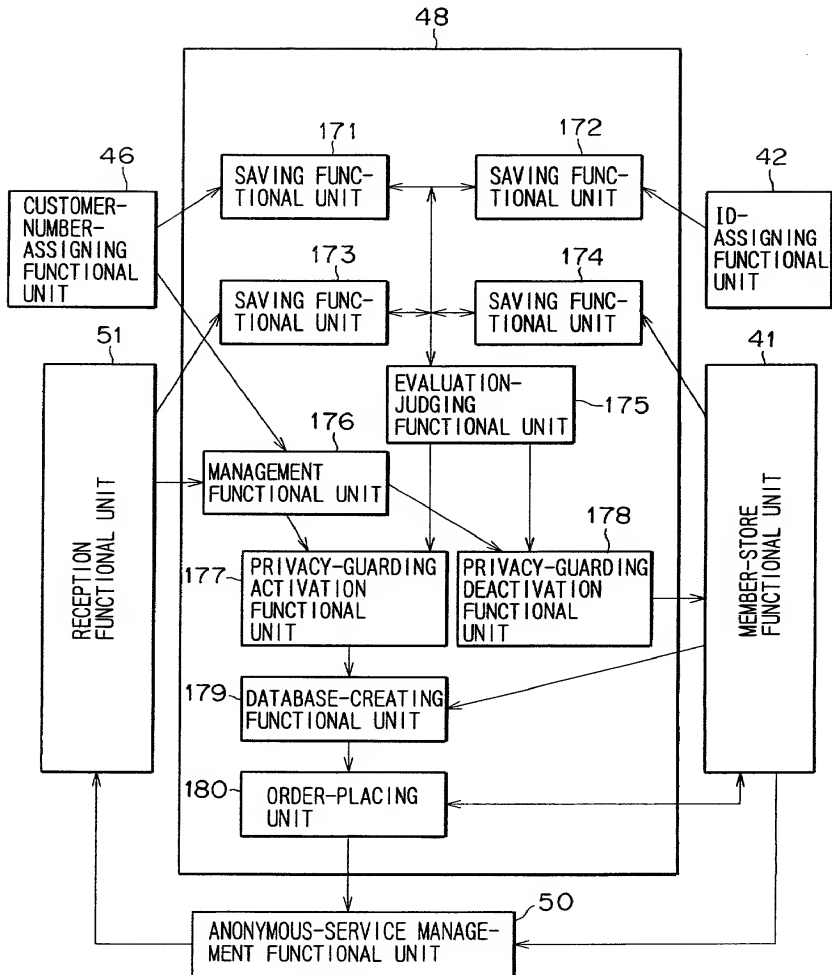 48
171
172
46
42
SAVING FUNC-
TIONAL UNIT
SAVING FUNC-
TIONAL UNIT
CUSTOMER-
NUMBER-
ASSIGNING
FUNCTIONAL
UNIT
ID-
ASSIGNING
FUNCTIONAL
UNIT
173
174
SAVING FUNC-
TIONAL UNIT
SAVING FUNC-
TIONAL UNIT
51
41
EVALUATION-
JUDGING
FUNCTIONAL UNIT
175
176
MANAGEMENT
FUNCTIONAL UNIT
RECEPTION
FUNCTIONAL UNIT
MEMBER-STORE
FUNCTIONAL UNIT
178
177
PRIVACY-GUARDING
ACTIVATION
FUNCTIONAL
UNIT
PRIVACY-GUARDING
DEACTIVATION
FUNCTIONAL
UNIT
179
DATABASE-CREATING
FUNCTIONAL UNIT
180
ORDER-PLACING
UNIT
50
ANONYMOUS-SERVICE MANAGE-
MENT FUNCTIONAL UNIT